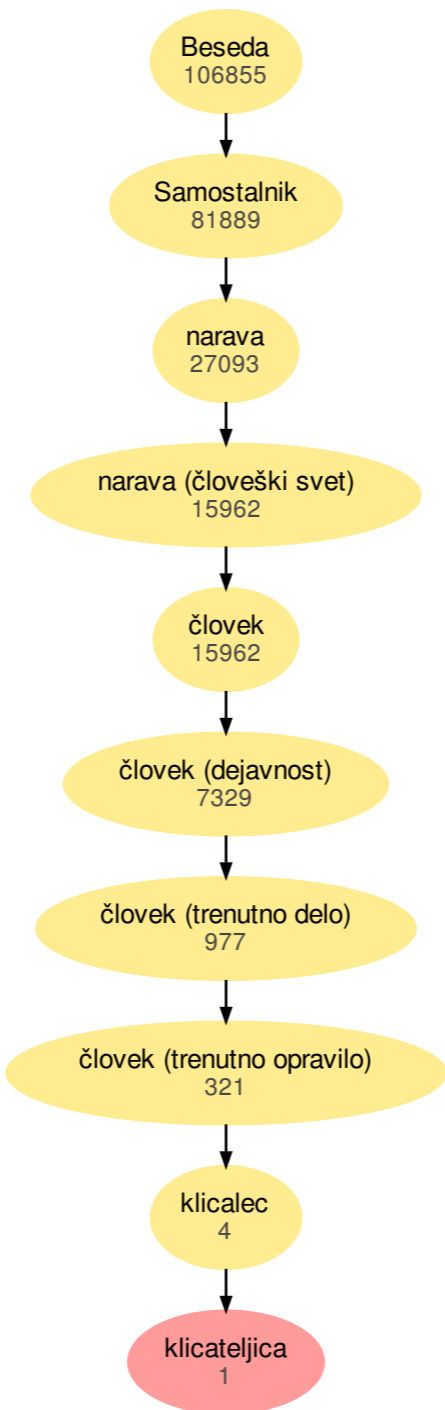 Beseda
106855
Samostalnik
81889
narava
27093
narava (človeški svet)
15962
človek
15962
človek (dejavnost)
7329
človek (trenutno delo)
977
človek (trenutno opravilo)
321
klicalec
4
klicateljica
1